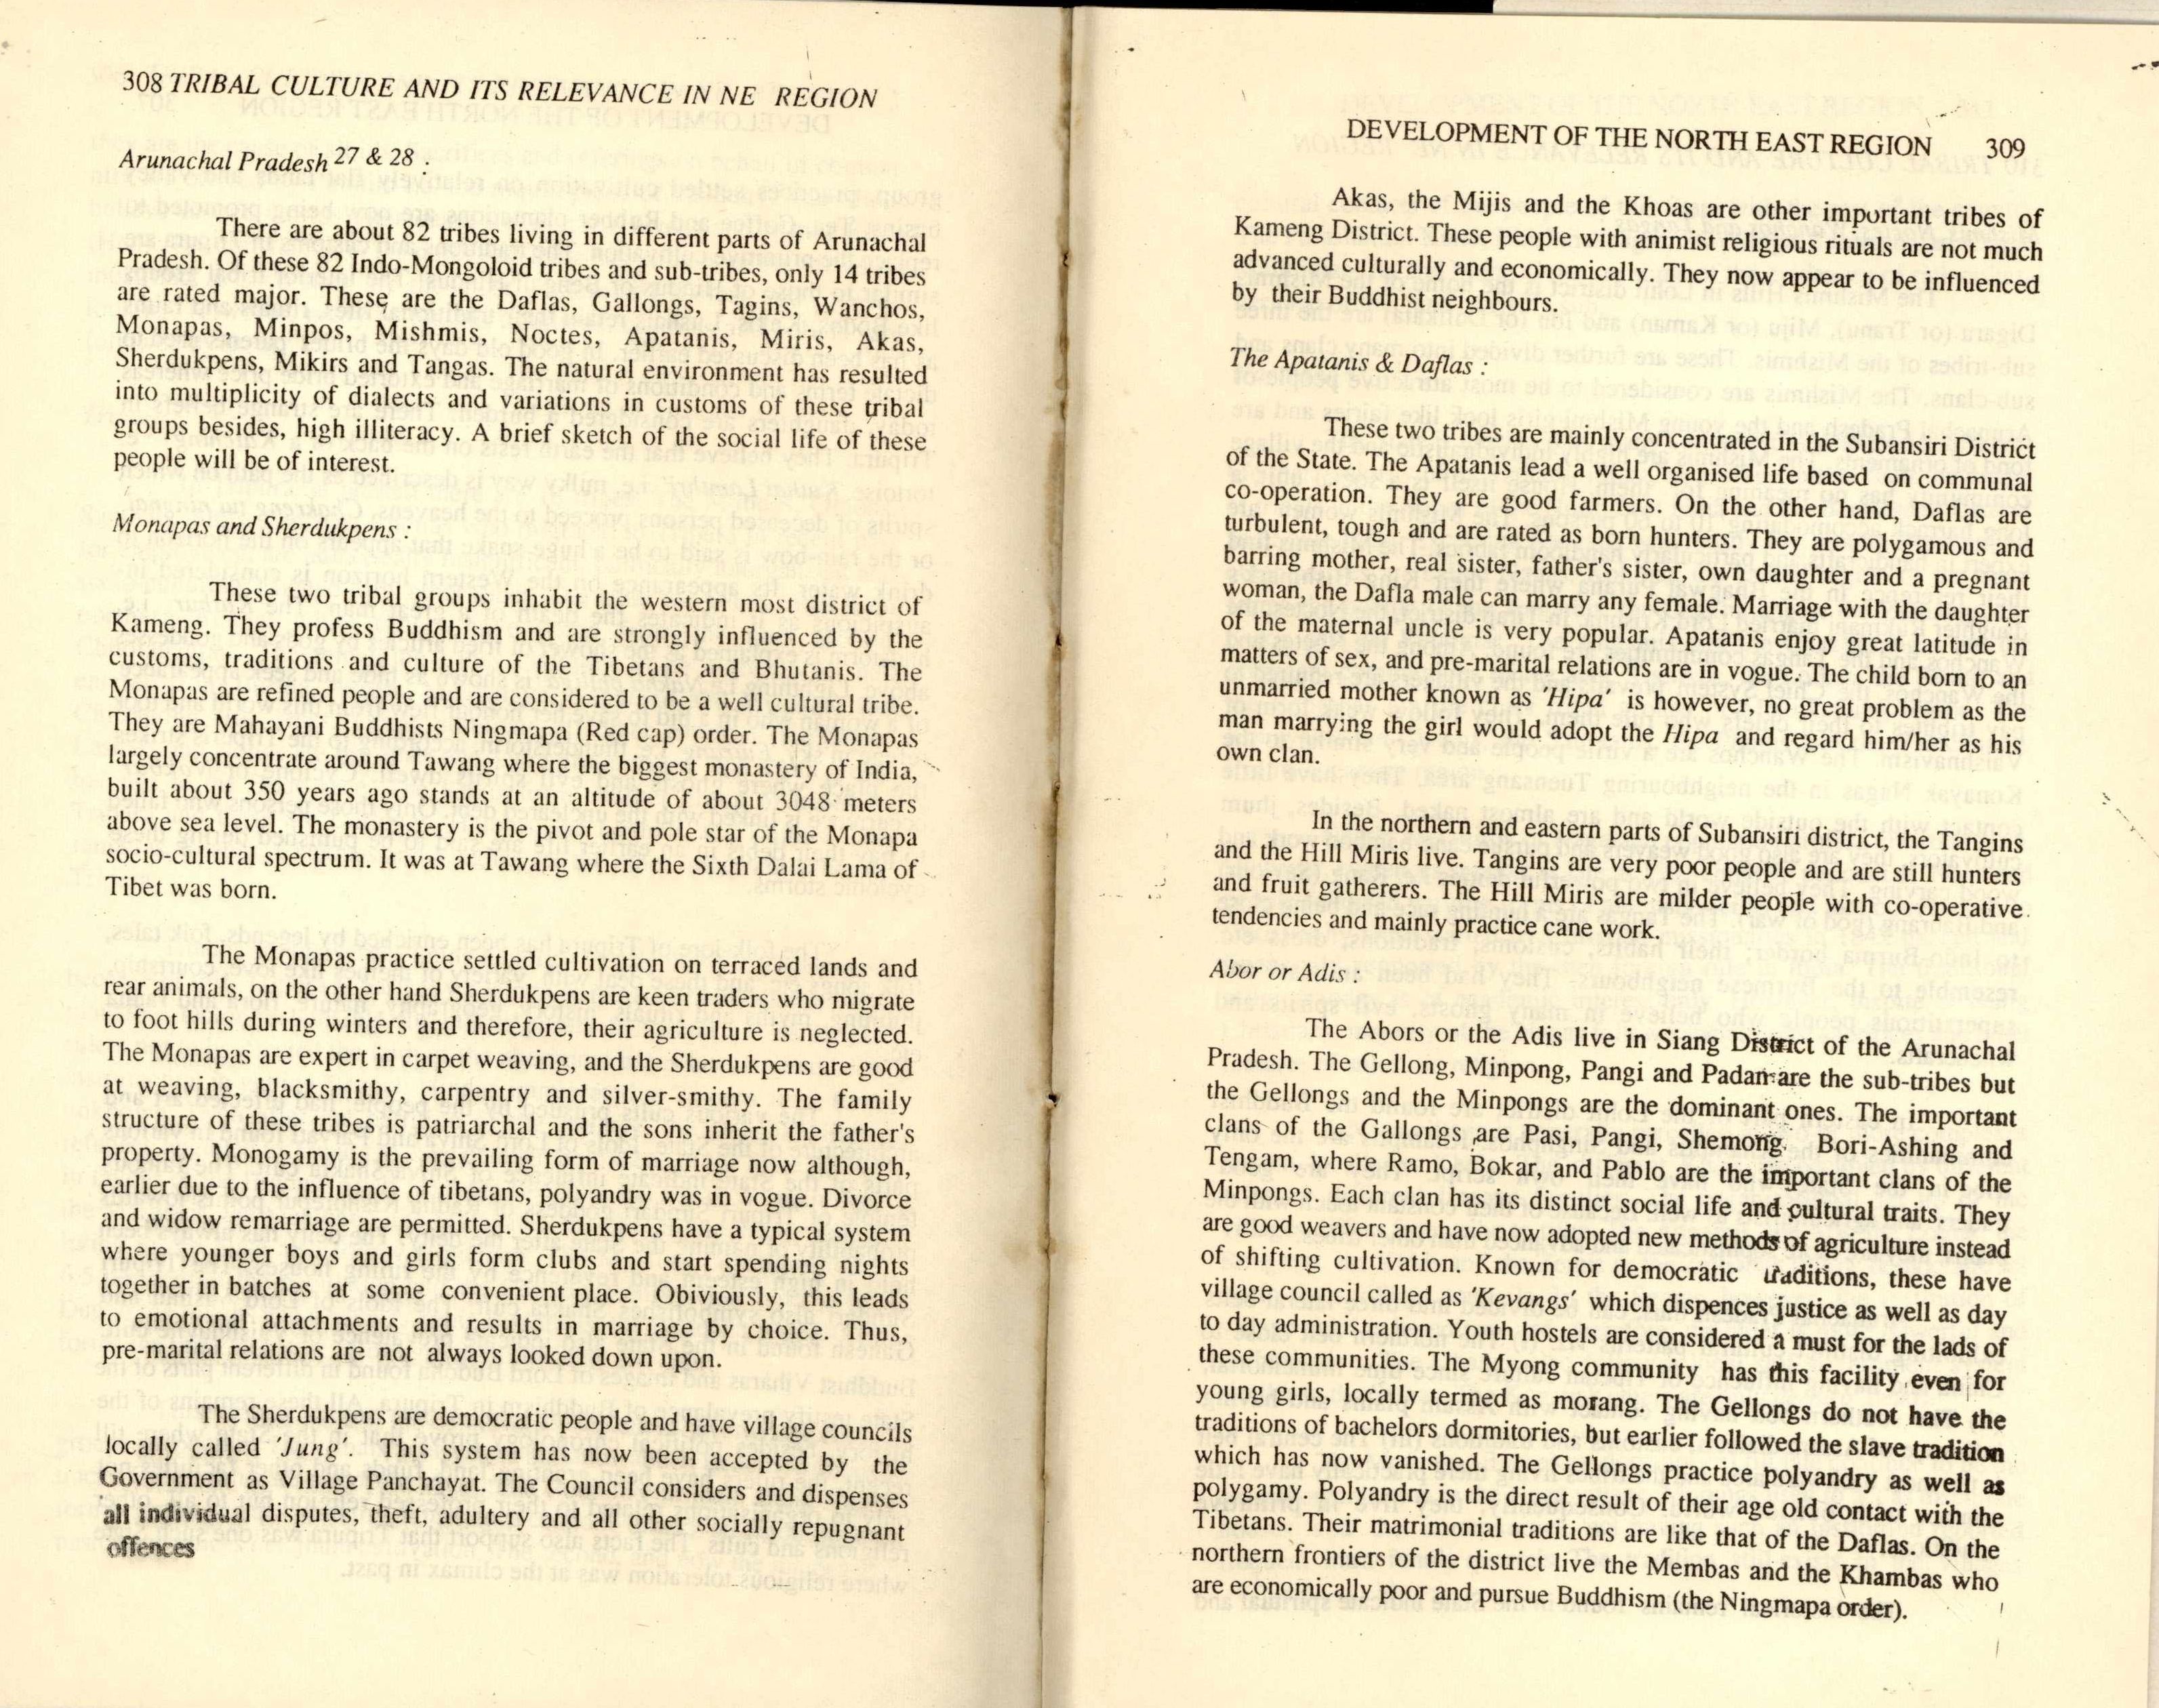 308 TRIBAL CULTURE AND ITS RELEVANCE IN NE REGION
Arunachal Pradesh 27 & 28 :
There are about 82 tribes living in different parts of Arunachal
Pradesh. Of these 82 Indo-Mongoloid tribes and sub-tribes, only 14 tribes
are rated major. These are the Daflas, Gallongs, Tagins, Wanchos,
Monapas, Minpos, Mishmis, Noctes, Apatanis, Miris, Akas,
Sherdukpens, Mikirs and Tangas. The natural environment has resulted
into multiplicity of dialects and variations in customs of these tribal
groups besides, high illiteracy. A brief sketch of the social life of these
people will be of interest.
Monapas and Sherdukpens :
These two tribal groups inhabit the western most district of
Kameng. They profess Buddhism and are strongly influenced by the
customs, traditions and culture of the Tibetans and Bhutanis. The
Monapas are refined people and are considered to be a well cultural tribe.
They are Mahayani Buddhists Ningmapa (Red cap) order. The Monapas
largely concentrate around Tawang where the biggest monastery of India,
built about 350 years ago stands at an altitude of about 3048 meters
above sea level. The monastery is the pivot and pole star of the Monapa
socio-cultural spectrum. It was at Tawang where the Sixth Dalai Lama of
Tibet was born.
The Monapas practice settled cultivation on terraced lands and
rear animals, on the other hand Sherdukpens are keen traders who migrate
to foot hills during winters and therefore, their agriculture is neglected.
The Monapas are expert in carpet weaving, and the Sherdukpens are good
at weaving, blacksmithy, carpentry and silver-smithy. The family
structure of these tribes is patriarchal and the sons inherit the father's
property. Monogamy is the prevailing form of marriage now although,
earlier due to the influence of tibetans, polyandry was in vogue. Divorce
and widow remarriage are permitted. Sherdukpens have a typical system
where younger boys and girls form clubs and start spending nights
together in batches at some convenient place. Obiviously, this leads
to emotional attachments and results in marriage by choice. Thus,
pre-marital relations are not always looked down upon.
The Sherdukpens are democratic people and have village councils
locally called 'Jung'. This system has now been accepted by the
Government as Village Panchayat. The Council considers and dispenses
all individual disputes, theft, adultery and all other socially repugnant
offences
DEVELOPMENT OF THE NORTH EAST REGION 309
Akas, the Mijis and the Khoas are other important tribes of
Kameng District. These people with animist religious rituals are not much
advanced culturally and economically. They now appear to be influenced
by their Buddhist neighbours.
The Apatanis & Daflas :
These two tribes are mainly concentrated in the Subansiri District
of the State. The Apatanis lead a well organised life based on communal
co-operation. They are good farmers. On the other hand, Daflas are
turbulent, tough and are rated as born hunters. They are polygamous and
barring mother, real sister, father's sister, own daughter and a pregnant
woman, the Dafla male can marry any female. Marriage with the daughter
of the maternal uncle is very popular. Apatanis enjoy great latitude in
matters of sex, and pre-marital relations are in vogue. The child born to an
unmarried mother known as 'Hipa' is however, no great problem as the
man marrying the girl would adopt the Hipa and regard him/her as his
own clan.
In the northern and eastern parts of Subansiri district, the Tangins
and the Hill Miris live. Tangins are very poor people and are still hunters
and fruit gatherers. The Hill Miris are milder people with co-operative
tendencies and mainly practice cane work.
Abor or Adis :
The Abors or the Adis live in Siang District of the Arunachal
Pradesh. The Gellong, Minpong, Pangi and Padam are the sub-tribes but
the Gellongs and the Minpongs are the dominant ones. The important
clans of the Gallongs are Pasi, Pangi, Shemong. Bori-Ashing and
Tengam, where Ramo, Bokar, and Pablo are the important clans of the
Minpongs. Each clan has its distinct social life and cultural traits. They
are good weavers and have now adopted new methods of agriculture instead
of shifting cultivation. Known for democratic traditions, these have
village council called as 'Kevangs' which dispences justice as well as day
to day administration. Youth hostels are considered a must for the lads of
these communities. The Myong community has this facility even for
young girls, locally termed as morang. The Gellongs do not have the
traditions of bachelors dormitories, but earlier followed the slave tradition
which has now vanished. The Gellongs practice polyandry as well as
polygamy. Polyandry is the direct result of their age old contact with the
Tibetans. Their matrimonial traditions are like that of the Daflas. On the
northern frontiers of the district live the Membas and the Khambas who
are economically poor and pursue Buddhism (the Ningmapa order).